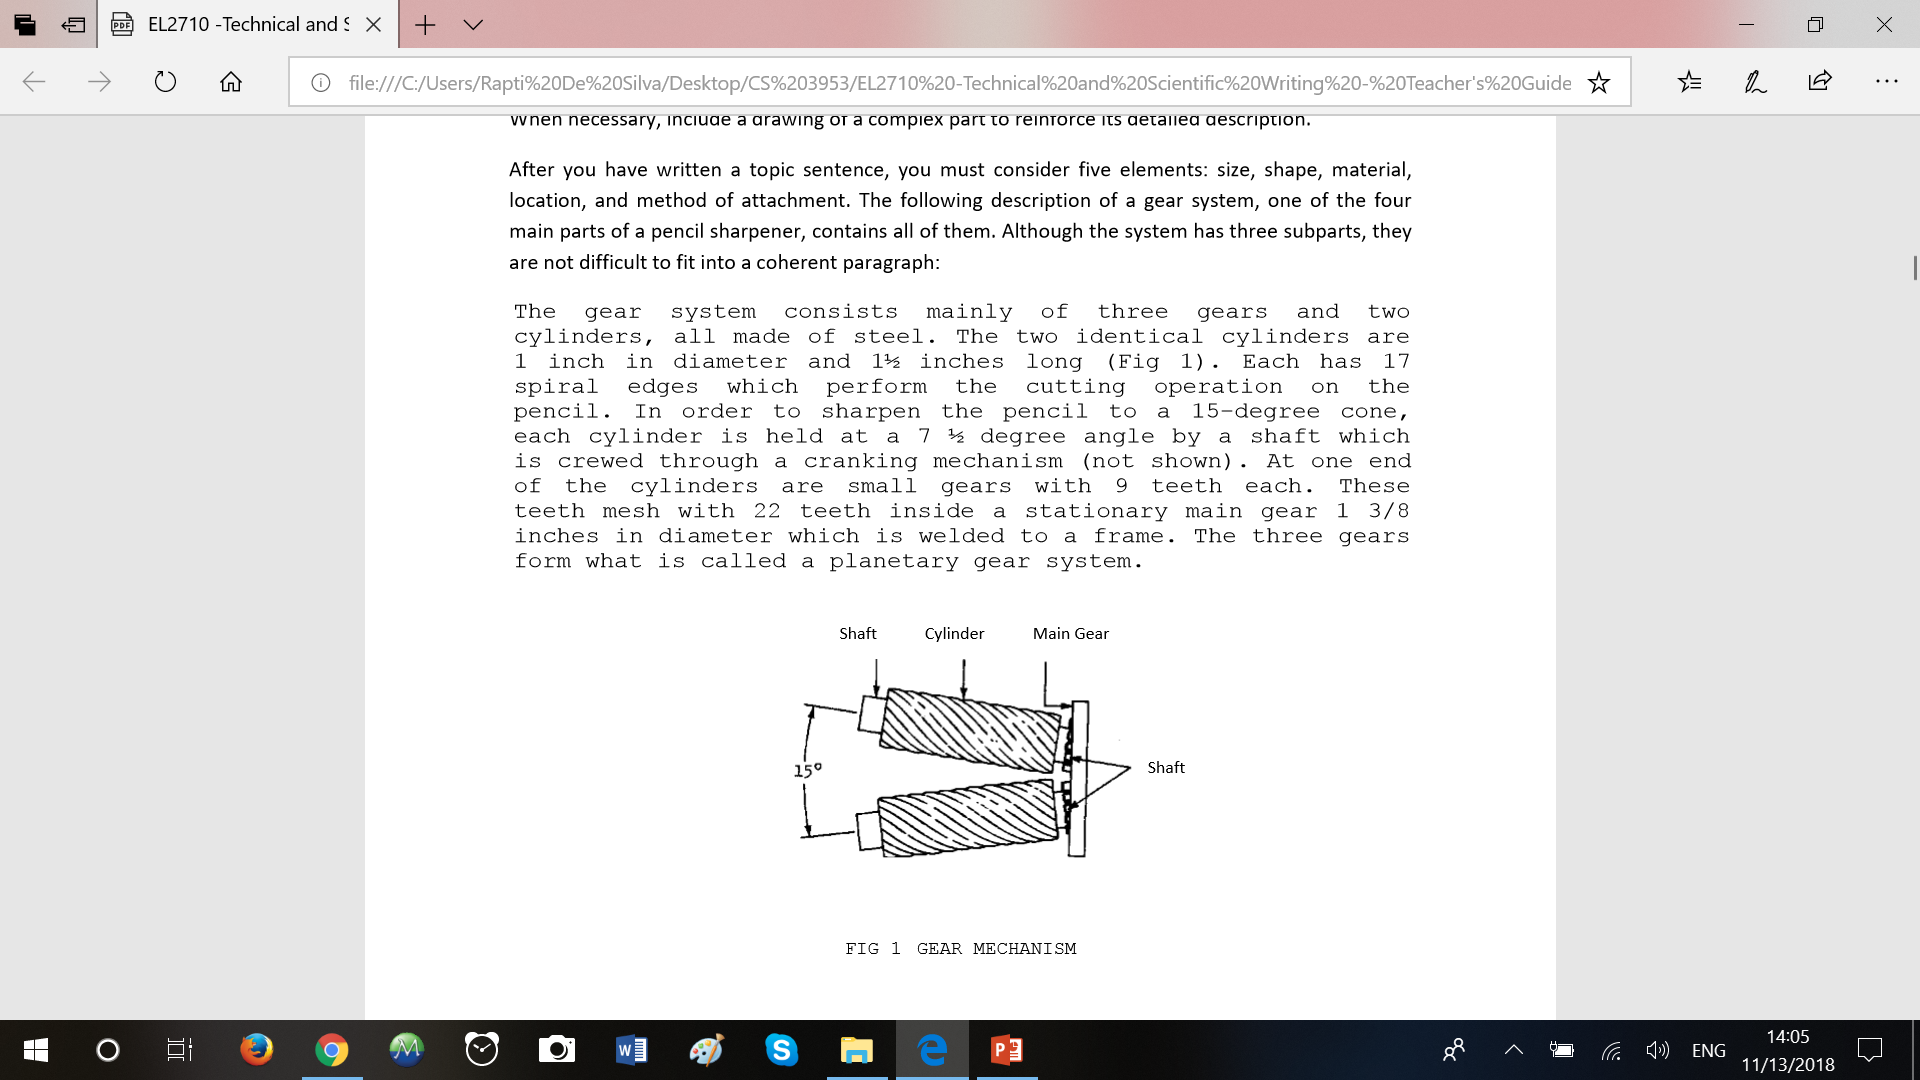 EL2710 -Technical and S
file:///C:/Users/Rapti%20De%20Silva/Desktop/CS%203953/EL2710%20-Technical%20and%20Scientific%20Writing%20-%20Teacher's%20Guide
When necessary, include a drawing of a complex part to reinforce its detailed description.
After you have written a topic sentence, you must consider five elements: size, shape, material,
location, and method of attachment. The following description of a gear system, one of the four
main parts of a pencil sharpener, contains all of them. Although the system has three subparts, they
are not difficult to fit into a coherent paragraph:
The gear system consists mainly of three gears and two
cylinders, all made of steel. The two identical cylinders are
1 inch in diameter and 1½ inches long (Fig 1). Each has 17
spiral edges which perform the cutting operation on the
pencil. In order to sharpen the pencil to a 15-degree cone,
each cylinder is held at a 7 ½ degree angle by a shaft which
is crewed through a cranking mechanism (not shown). At one end
of the cylinders are small gears with 9 teeth each. These
teeth mesh with 22 teeth inside a stationary main gear 1 3/8
inches in diameter which is welded to a frame. The three gears
form what is called a planetary gear system.
Shaft Cylinder Main Gear
15°
Shaft
FIG 1 GEAR MECHANISM
ENG
14:05
11/13/2018